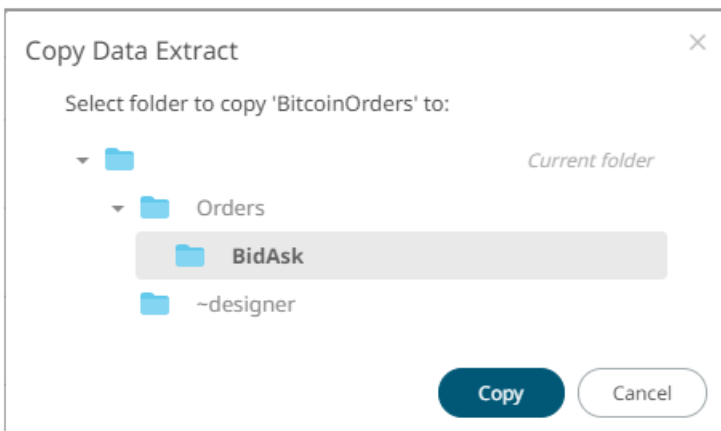 Copy Data Extract
Select folder to copy 'BitcoinOrders' to:
Current folder
Orders
BidAsk
~designer
Copy Cancel